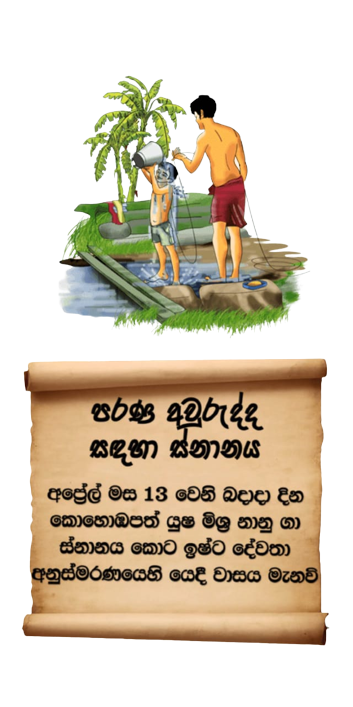 පරණ අවුරුද්ද
සඳහා ස්නානය
අප්‍රේල් මස 13 වෙනි බදාදා දින
කොහොඹපත් යුෂ මිශ්‍ර නානු ගා
ස්නානය කොට ඉෂ්ට දේවතා
අනුස්මරණයෙහි යෙදී වාසය මැනවි